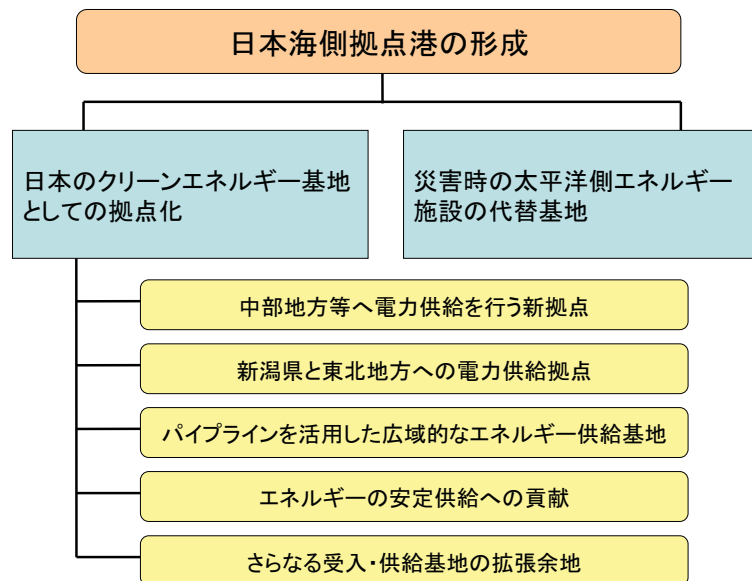 日本海側拠点港の形成
日本のクリーンエネルギー基地
としての拠点化
災害時の太平洋側エネルギー
施設の代替基地
中部地方等へ電力供給を行う新拠点
新潟県と東北地方への電力供給拠点
パイプラインを活用した広域的なエネルギー供給基地
エネルギーの安定供給への貢献
さらなる受入・供給基地の拡張余地